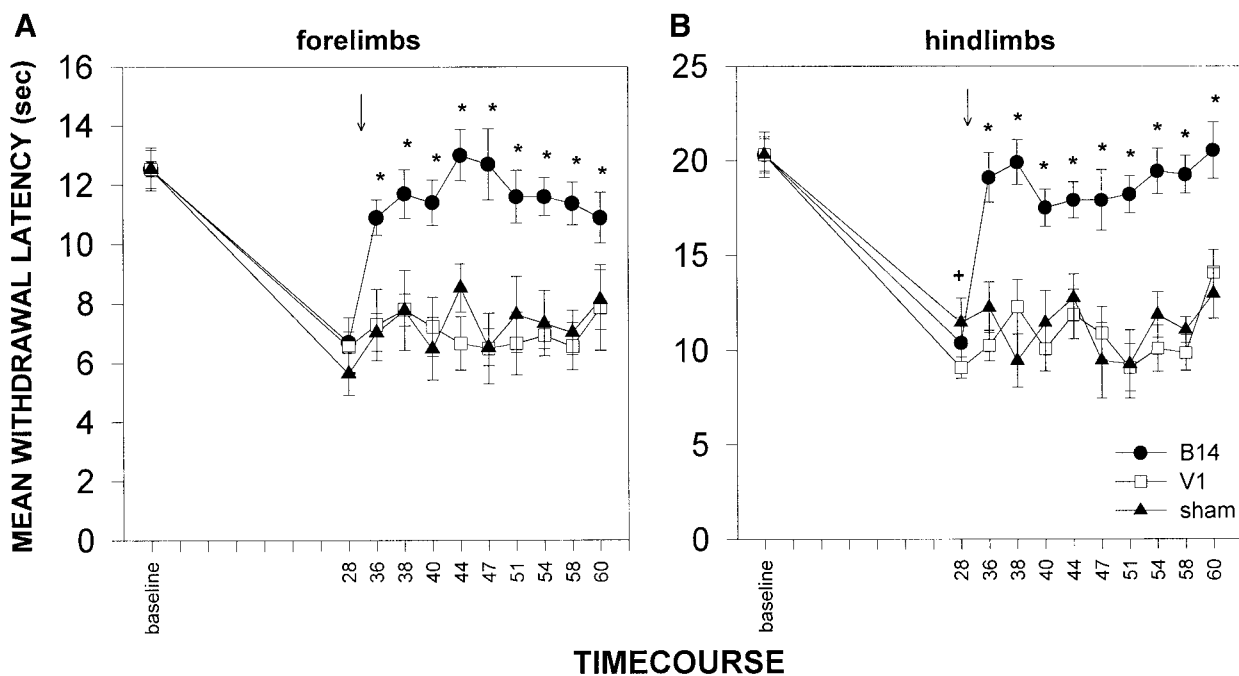 A
forelimbs
B
hindlimbs
MEAN WITHDRAWAL LATENCY (sec)
16
14
12
10
8
6
4
2
0
* * * * * * * * *
baseline
28
36
38
40
44
47
51
54
58
60
25
20
15
10
5
0
+
* * * * * * * * *
B14
V1
sham
baseline
28
36
38
40
44
47
51
54
58
60
TIMECOURSE